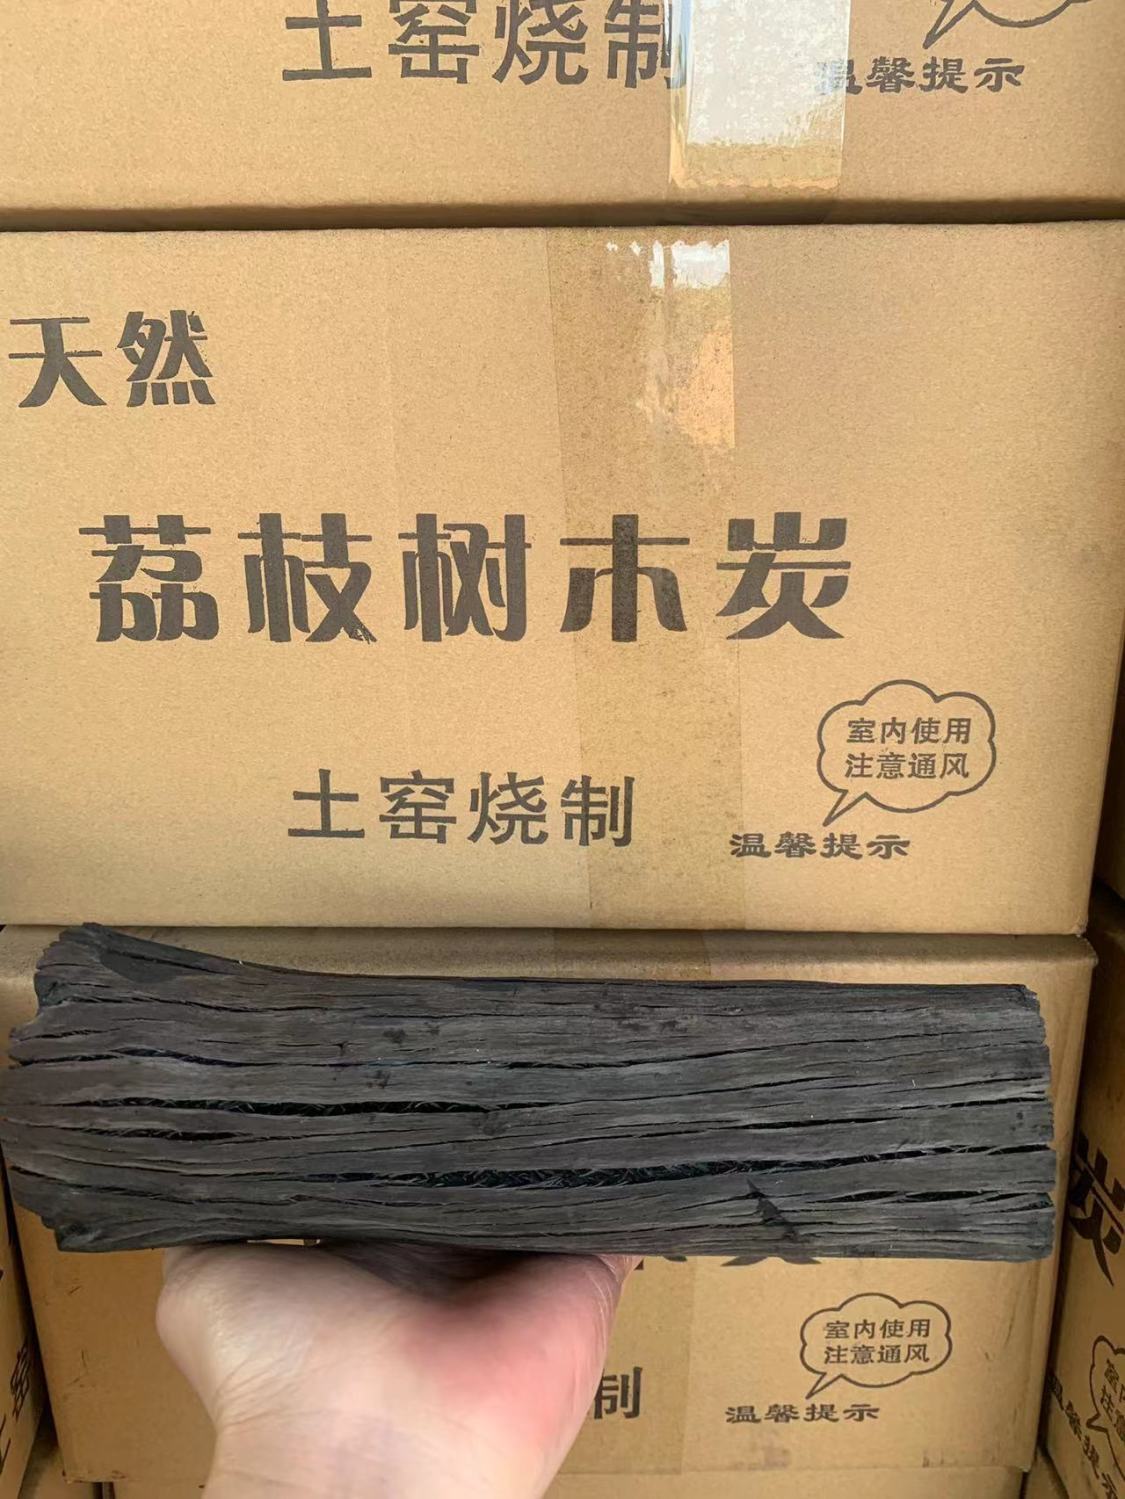 土窑烧制
温馨提示
天然
荔枝树木炭
室内使用
注意通风
土窑烧制
温馨提示
炭
室内使用
注意通风
制
温馨提示